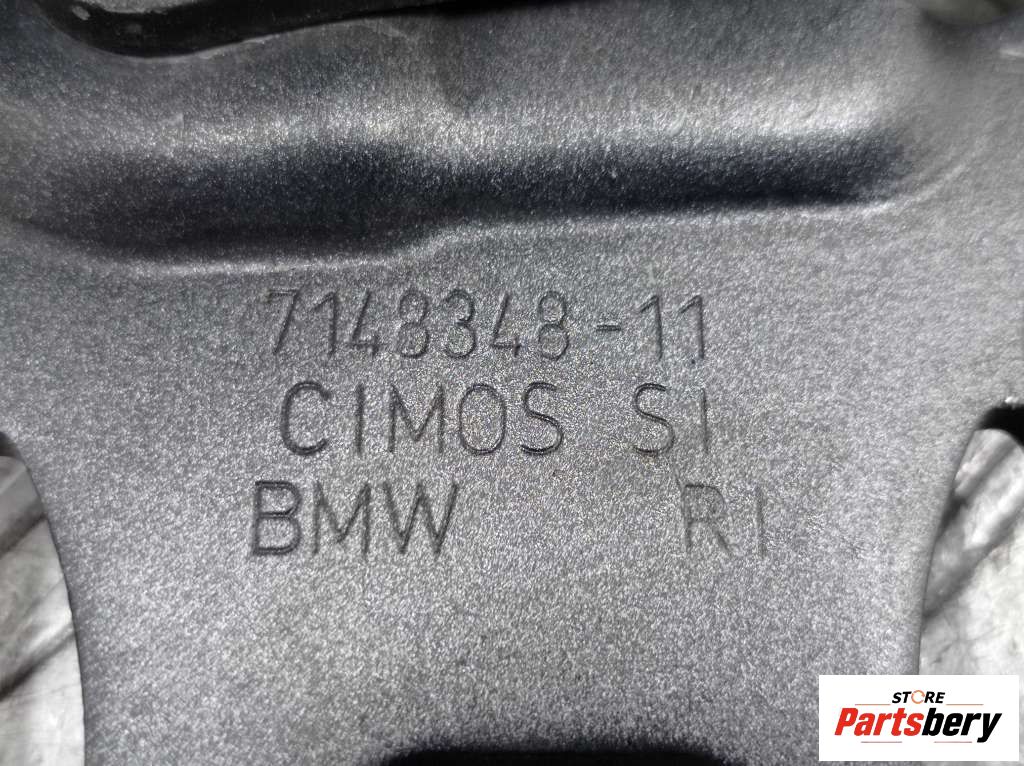 7148348-11
CIMOS SI
BMW RI
STORE
Partsbery